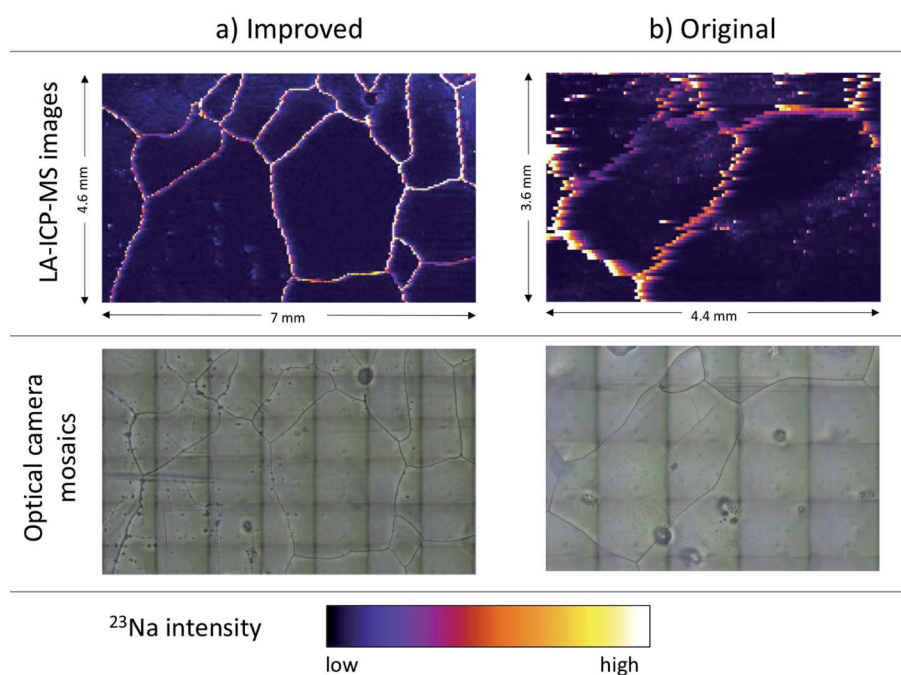 a) Improved
b) Original
LA-ICP-MS images
4.6 mm
7 mm
3.6 mm
4.4 mm
Optical camera
mosaics
²³Na intensity
low
high